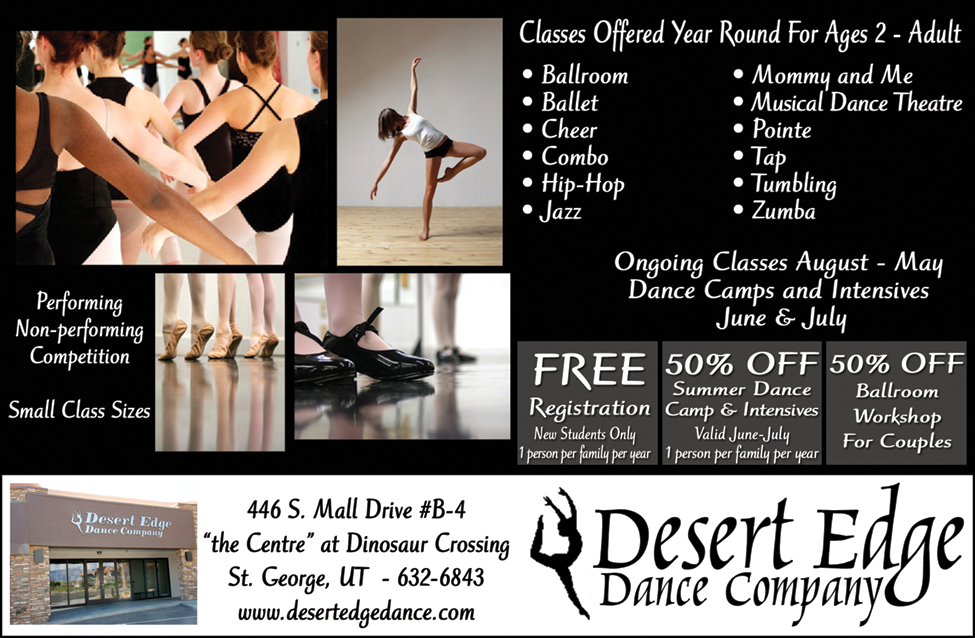 Classes Offered Year Round For Ages 2 - Adult
• Ballroom
• Ballet
• Cheer
• Combo
• Hip-Hop
• Jazz
• Mommy and Me
• Musical Dance Theatre
• Pointe
• Tap
• Tumbling
• Zumba
Ongoing Classes August - May
Dance Camps and Intensives
June & July
Performing
Non-performing
Competition
Small Class Sizes
FREE
Registration
New Students Only
1 person per family per year
50% OFF
Summer Dance
Camp & Intensives
Valid June-July
1 person per family per year
50% OFF
Ballroom
Workshop
For Couples
Desert Edge
Dance Company
446 S. Mall Drive #B-4
"the Centre" at Dinosaur Crossing
St. George, UT - 632-6843
www.desertedgedance.com
Desert Edge
Dance Company